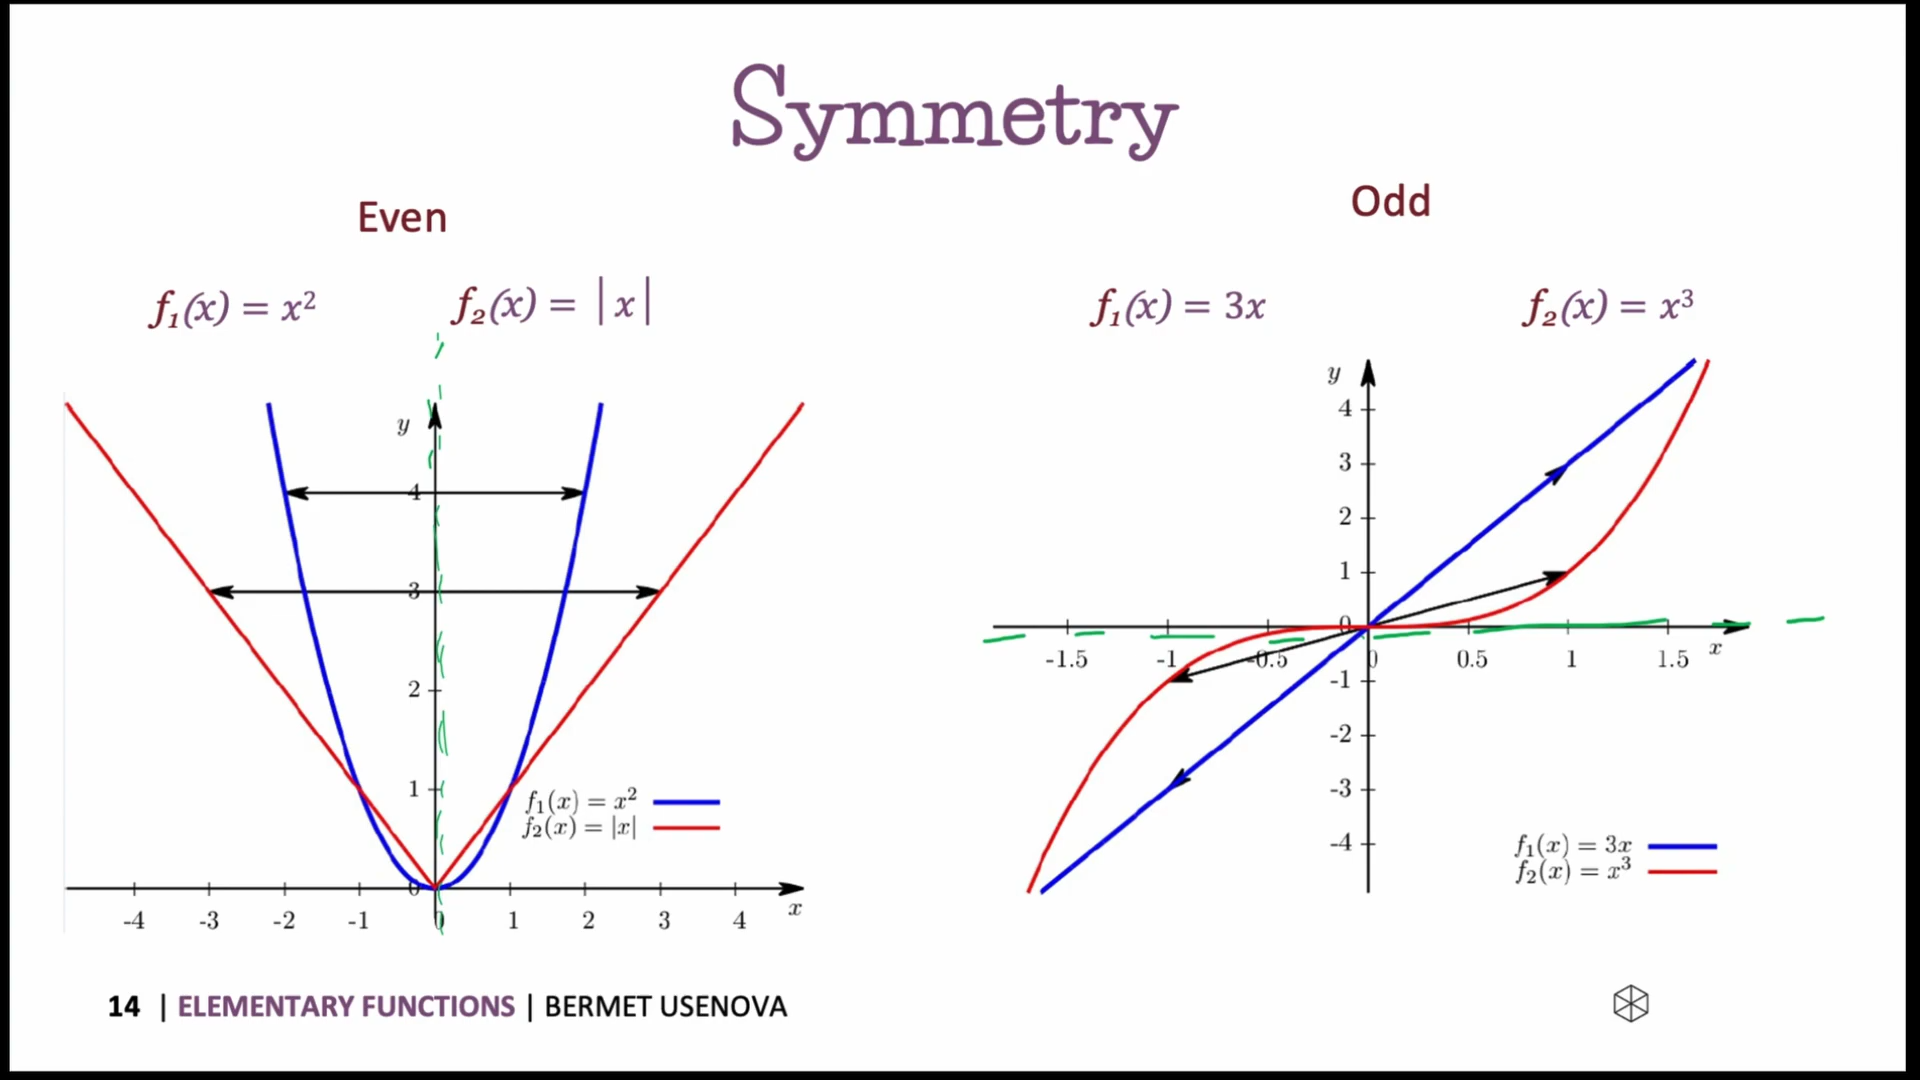 Symmetry
Even
Odd
f₁(x) = x²
f₂(x) = |x|
f₁(x) = 3x
f₂(x) = x³
y
4
3
2
1
0
-4 -3 -2 -1 0 1 2 3 4
x
f₁(x) = x²
f₂(x) = |x|
y
4
3
2
1
0
-1.5 -1 -0.5 0 0.5 1 1.5
x
-1
-2
-3
-4
f₁(x) = 3x
f₂(x) = x³
14 | ELEMENTARY FUNCTIONS | BERMET USENOVA